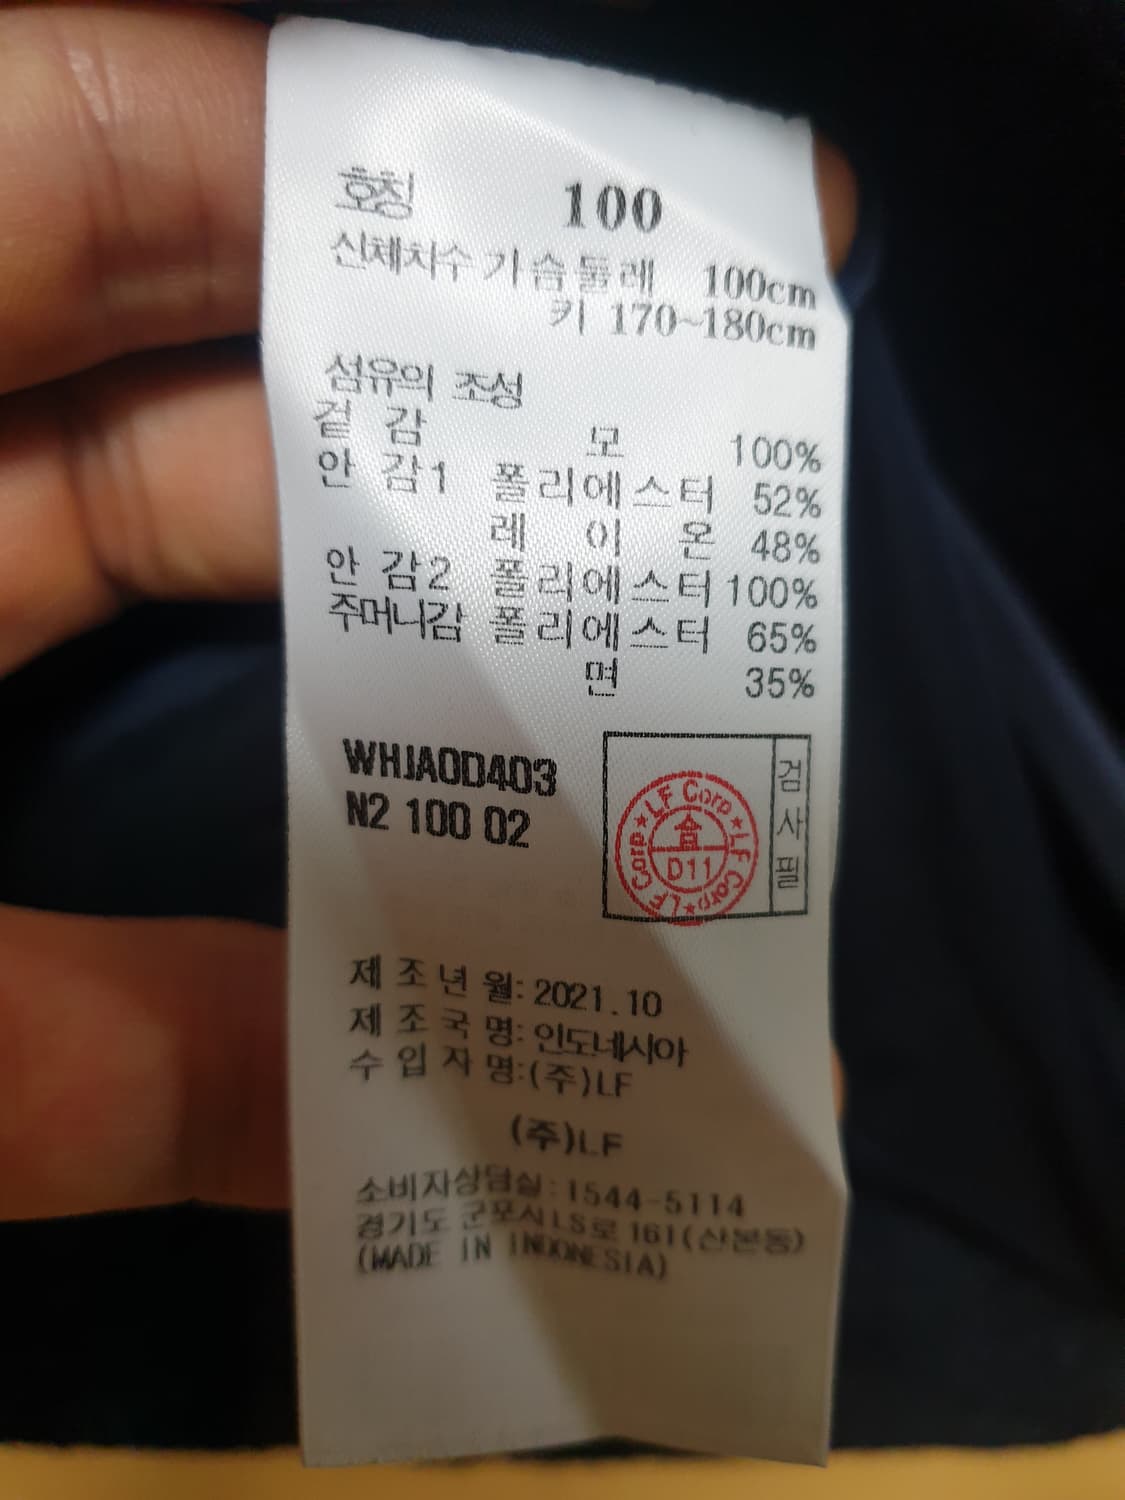 호칭 100
신체치수 가슴둘레 100cm
키 170~180cm
섬유의 조성
겉 감 모 100%
안 감1 폴리에스터 52%
레 이 온 48%
안 감2 폴리에스터 100%
주머니감 폴리에스터 65%
면 35%
WHJA0D403
N2 100 02
검사필
LF Corp★LF Corp★LF Corp★LF Corp★
合
D11
제 조 년 월: 2021.10
제 조 국 명: 인도네시아
수 입 자 명:(주)LF
(주)LF
소비자상담실:1544-5114
경기도 군포시 LS로 161(산본동)
(MADE IN INDONESIA)